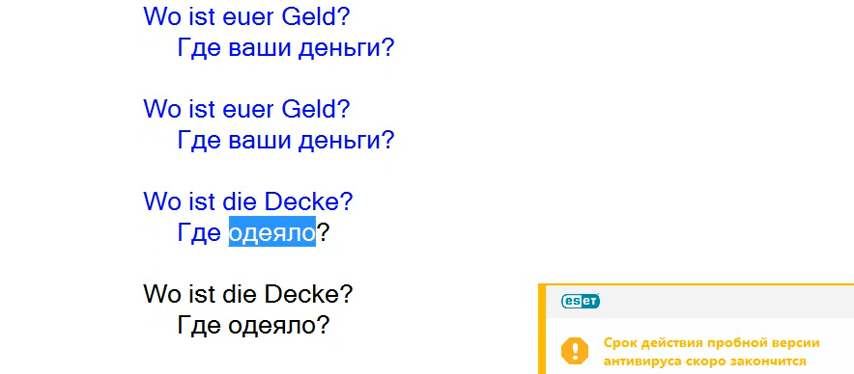 Wo ist euer Geld?
Где ваши деньги?
Wo ist euer Geld?
Где ваши деньги?
Wo ist die Decke?
Где одеяло?
Wo ist die Decke?
Где одеяло?
eset
Срок действия пробной версии
антивируса скоро закончится